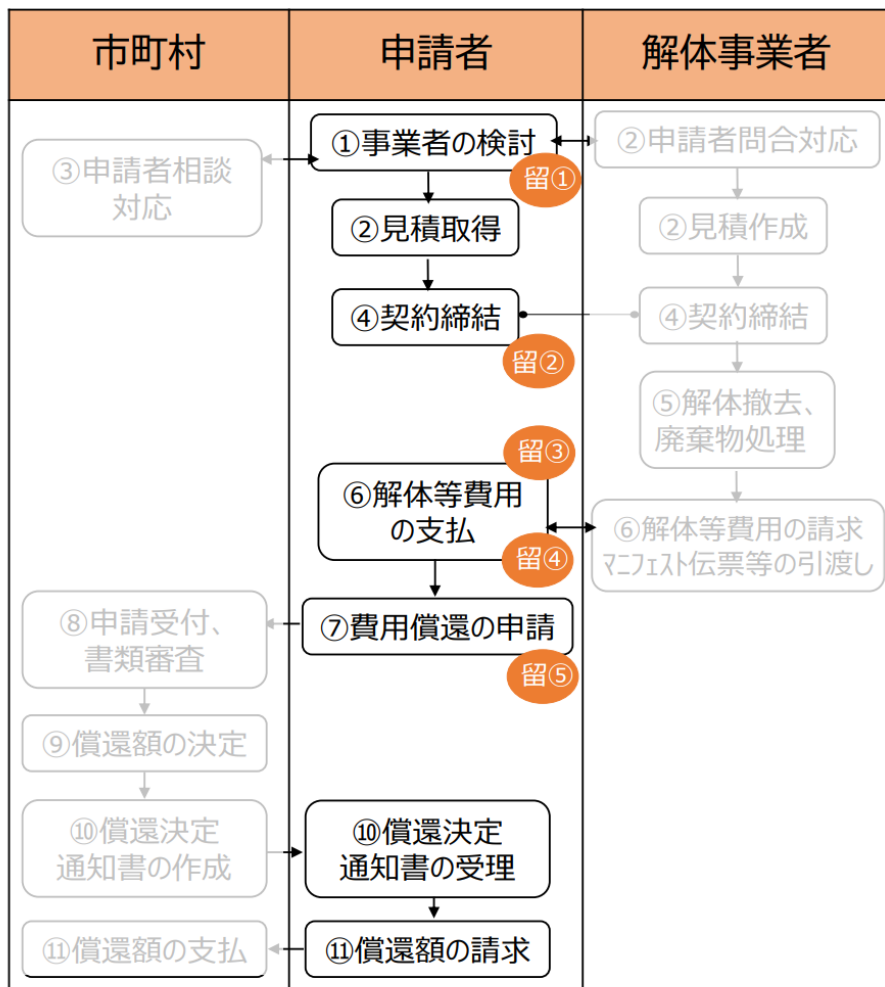 市町村
申請者
解体事業者
①事業者の検討
②申請者問合対応
③申請者相談
対応
留①
②見積取得
②見積作成
④契約締結
④契約締結
留②
⑤解体撤去、
廃棄物処理
留③
⑥解体等費用
の支払
⑥解体等費用の請求
マニフェスト伝票等の引渡し
留④
⑧申請受付、
書類審査
⑦費用償還の申請
留⑤
⑨償還額の決定
⑩償還決定
通知書の作成
⑩償還決定
通知書の受理
⑪償還額の支払
⑪償還額の請求